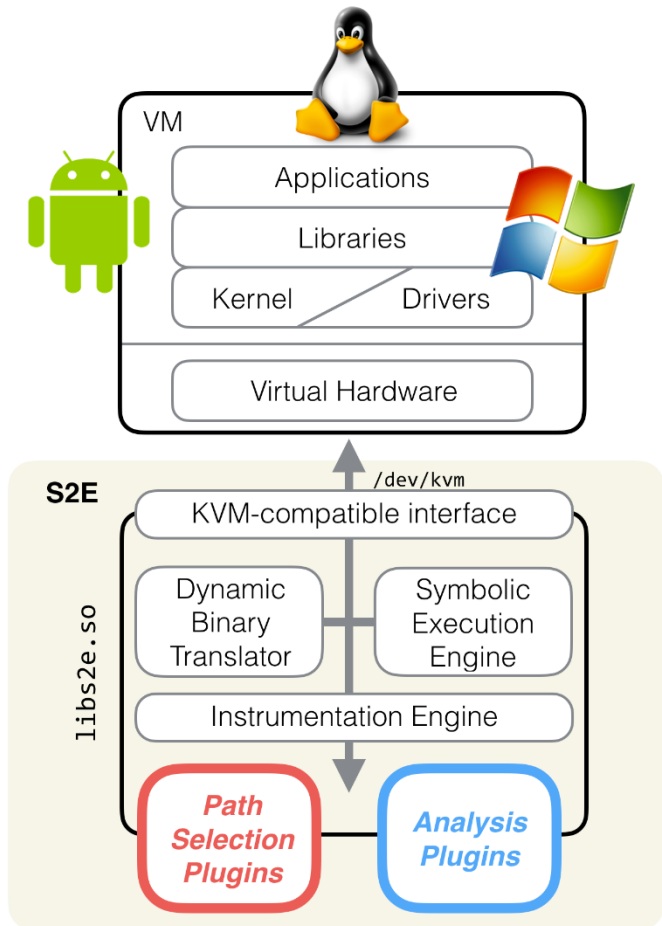 VM
Applications
Libraries
Kernel
Drivers
Virtual Hardware
/dev/kvm
S2E
KVM-compatible interface
libs2e.so
Dynamic
Binary
Translator
Symbolic
Execution
Engine
Instrumentation Engine
Path
Selection
Plugins
Analysis
Plugins